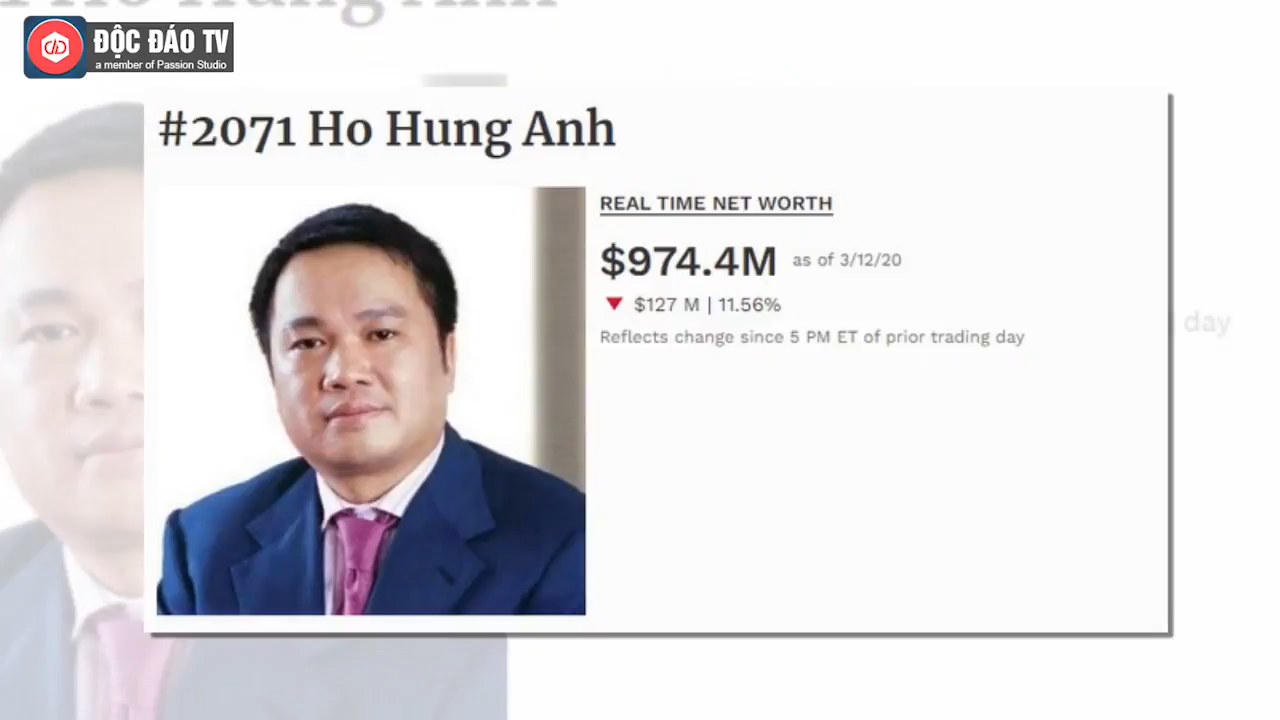 ĐỘC ĐÁO TV
a member of Passion Studio
#2071 Ho Hung Anh
REAL TIME NET WORTH
$974.4M as of 3/12/20
$127 M | 11.56%
Reflects change since 5 PM ET of prior trading day
day